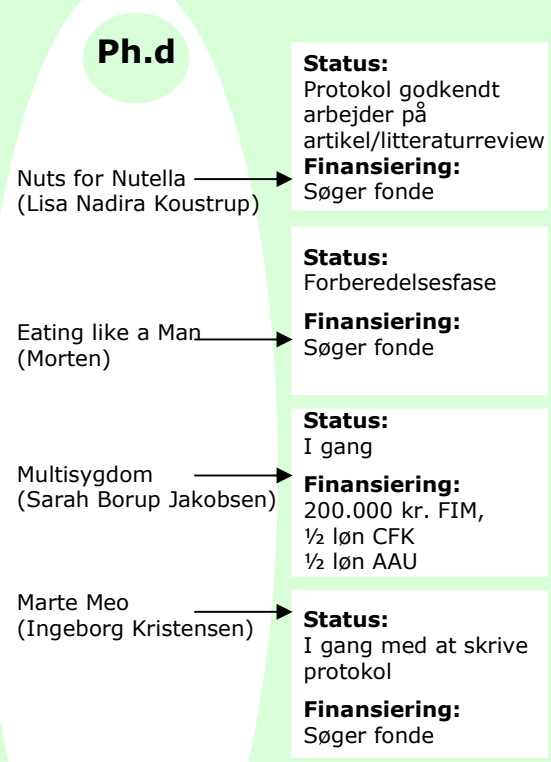 Ph.d
Nuts for Nutella
(Lisa Nadira Koustrup)
Status:
Protokol godkendt
arbejder på
artikel/litteraturreview
Finansiering:
Søger fonde
Eating like a Man
(Morten)
Status:
Forberedelsesfase
Finansiering:
Søger fonde
Multisygdom
(Sarah Borup Jakobsen)
Status:
I gang
Finansiering:
200.000 kr. FIM,
½ løn CFK
½ løn AAU
Marte Meo
(Ingeborg Kristensen)
Status:
I gang med at skrive
protokol
Finansiering:
Søger fonde